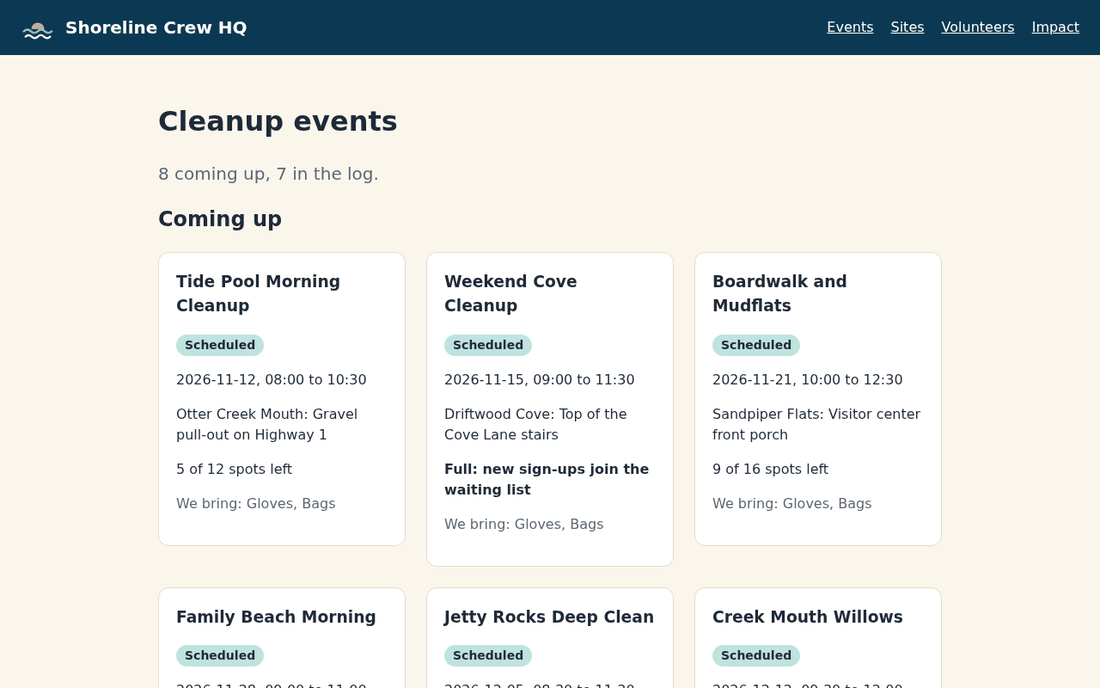 Shoreline Crew HQ
Events Sites Volunteers Impact
Cleanup events
8 coming up, 7 in the log.
Coming up
Tide Pool Morning
Cleanup
Scheduled
2026-11-12, 08:00 to 10:30
Otter Creek Mouth: Gravel
pull-out on Highway 1
5 of 12 spots left
We bring: Gloves, Bags
Weekend Cove
Cleanup
Scheduled
2026-11-15, 09:00 to 11:30
Driftwood Cove: Top of the
Cove Lane stairs
Full: new sign-ups join the
waiting list
We bring: Gloves, Bags
Boardwalk and
Mudflats
Scheduled
2026-11-21, 10:00 to 12:30
Sandpiper Flats: Visitor center
front porch
9 of 16 spots left
We bring: Gloves, Bags
Family Beach Morning
Scheduled
Jetty Rocks Deep Clean
Scheduled
Creek Mouth Willows
Scheduled